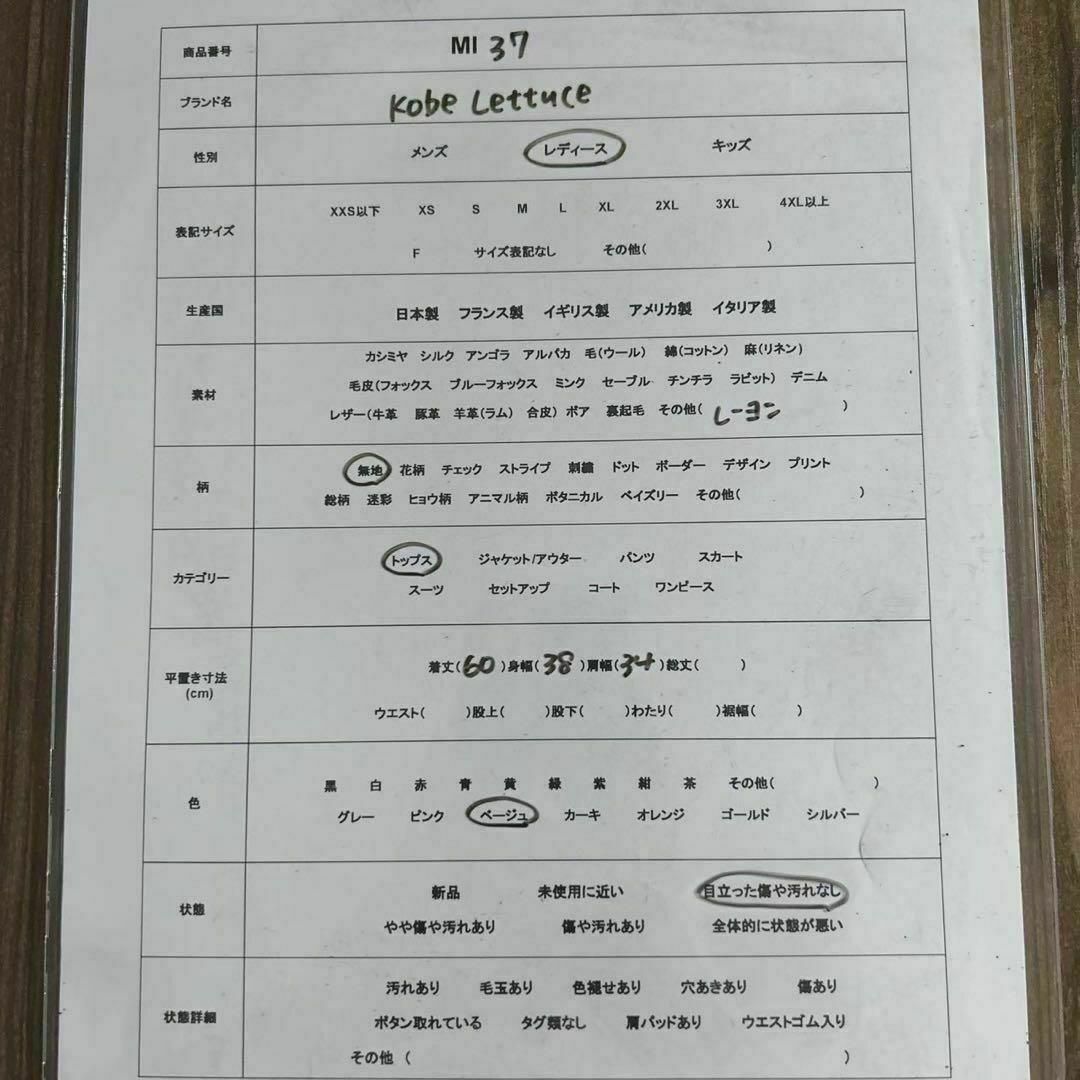 商品番号 MI 37
ブランド名 Kobe Lettuce
性別 メンズ レディース キッズ
表記サイズ
XXS以下 XS S M L XL 2XL 3XL 4XL以上
F サイズ表記なし その他( )
生産国 日本製 フランス製 イギリス製 アメリカ製 イタリア製
素材
カシミヤ シルク アンゴラ アルパカ 毛(ウール) 綿(コットン) 麻(リネン)
毛皮(フォックス ブルーフォックス ミンク セーブル チンチラ ラビット) デニム
レザー(牛革 豚革 羊革(ラム) 合皮) ボア 裏起毛 その他( レーヨン )
柄
無地 花柄 チェック ストライプ 刺繍 ドット ボーダー デザイン プリント
総柄 迷彩 ヒョウ柄 アニマル柄 ボタニカル ペイズリー その他( )
カテゴリー
トップス ジャケット/アウター パンツ スカート
スーツ セットアップ コート ワンピース
平置き寸法
(cm)
着丈(60)身幅(38)肩幅(34)総丈( )
ウエスト( )股上( )股下( )わたり( )裾幅( )
色
黒 白 赤 青 黄 緑 紫 紺 茶 その他( )
グレー ピンク ベージュ カーキ オレンジ ゴールド シルバー
状態
新品 未使用に近い 目立った傷や汚れなし
やや傷や汚れあり 傷や汚れあり 全体的に状態が悪い
状態詳細
汚れあり 毛玉あり 色褪せあり 穴あきあり 傷あり
ボタン取れている タグ類なし 肩パッドあり ウエストゴム入り
その他 ( )